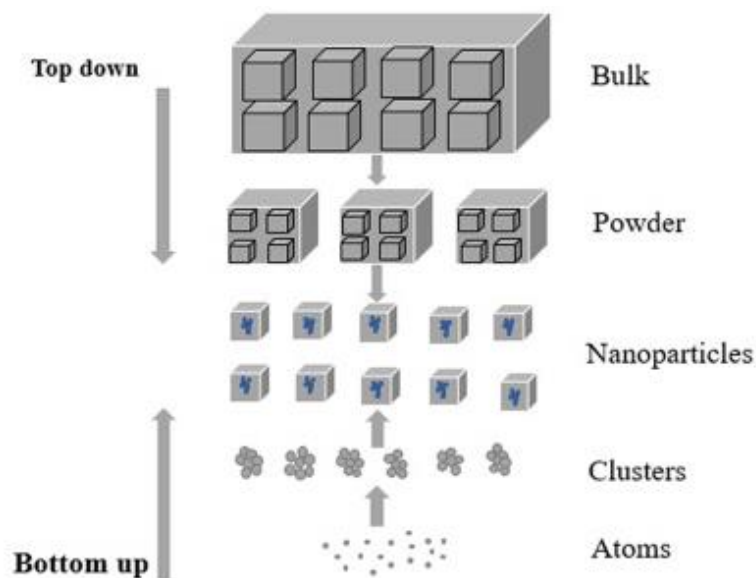 Top down
Bulk
Powder
Nanoparticles
Clusters
Bottom up
Atoms